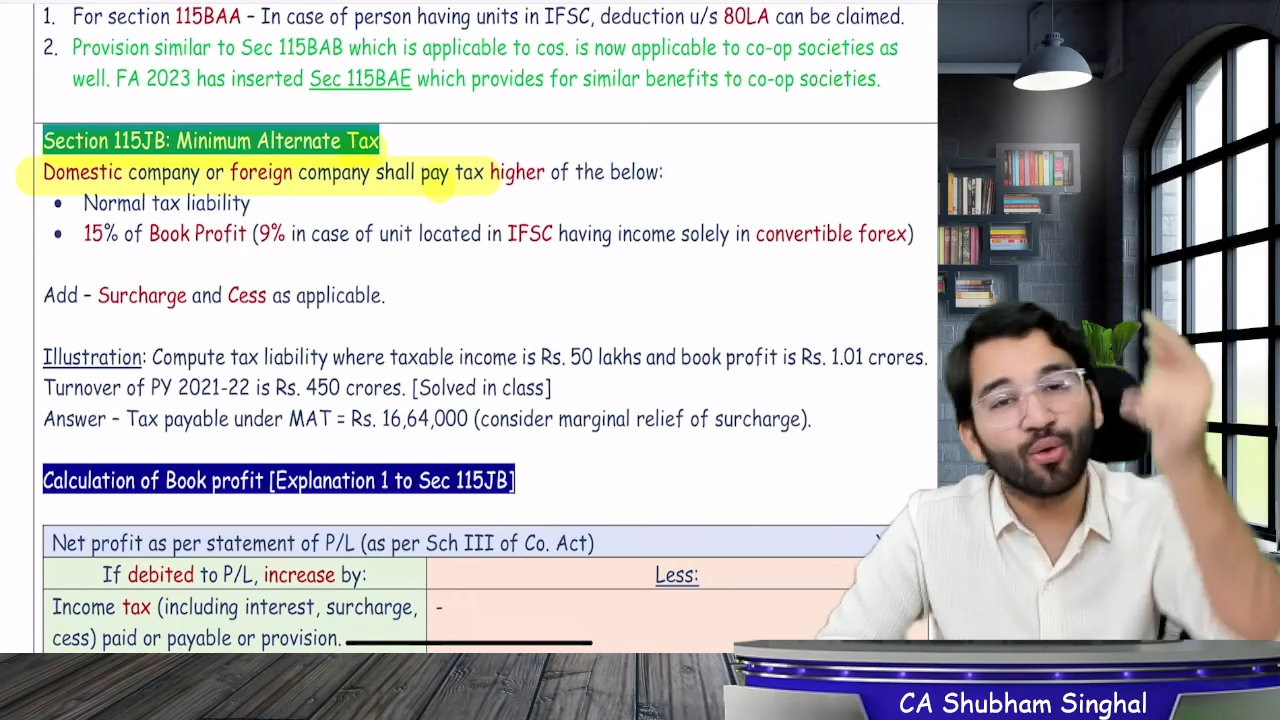 1. For section 115BAA – In case of person having units in IFSC, deduction u/s 80LA can be claimed.
2. Provision similar to Sec 115BAB which is applicable to cos. is now applicable to co-op societies as
well. FA 2023 has inserted Sec 115BAE which provides for similar benefits to co-op societies.
Section 115JB: Minimum Alternate Tax
Domestic company or foreign company shall pay tax higher of the below:
• Normal tax liability
• 15% of Book Profit (9% in case of unit located in IFSC having income solely in convertible forex)
Add – Surcharge and Cess as applicable.
Illustration: Compute tax liability where taxable income is Rs. 50 lakhs and book profit is Rs. 1.01 crores.
Turnover of PY 2021-22 is Rs. 450 crores. [Solved in class]
Answer – Tax payable under MAT = Rs. 16,64,000 (consider marginal relief of surcharge).
Calculation of Book profit [Explanation 1 to Sec 115JB]
Net profit as per statement of P/L (as per Sch III of Co. Act)
If debited to P/L, increase by: Less:
Income tax (including interest, surcharge, -
cess) paid or payable or provision.
CA Shubham Singhal